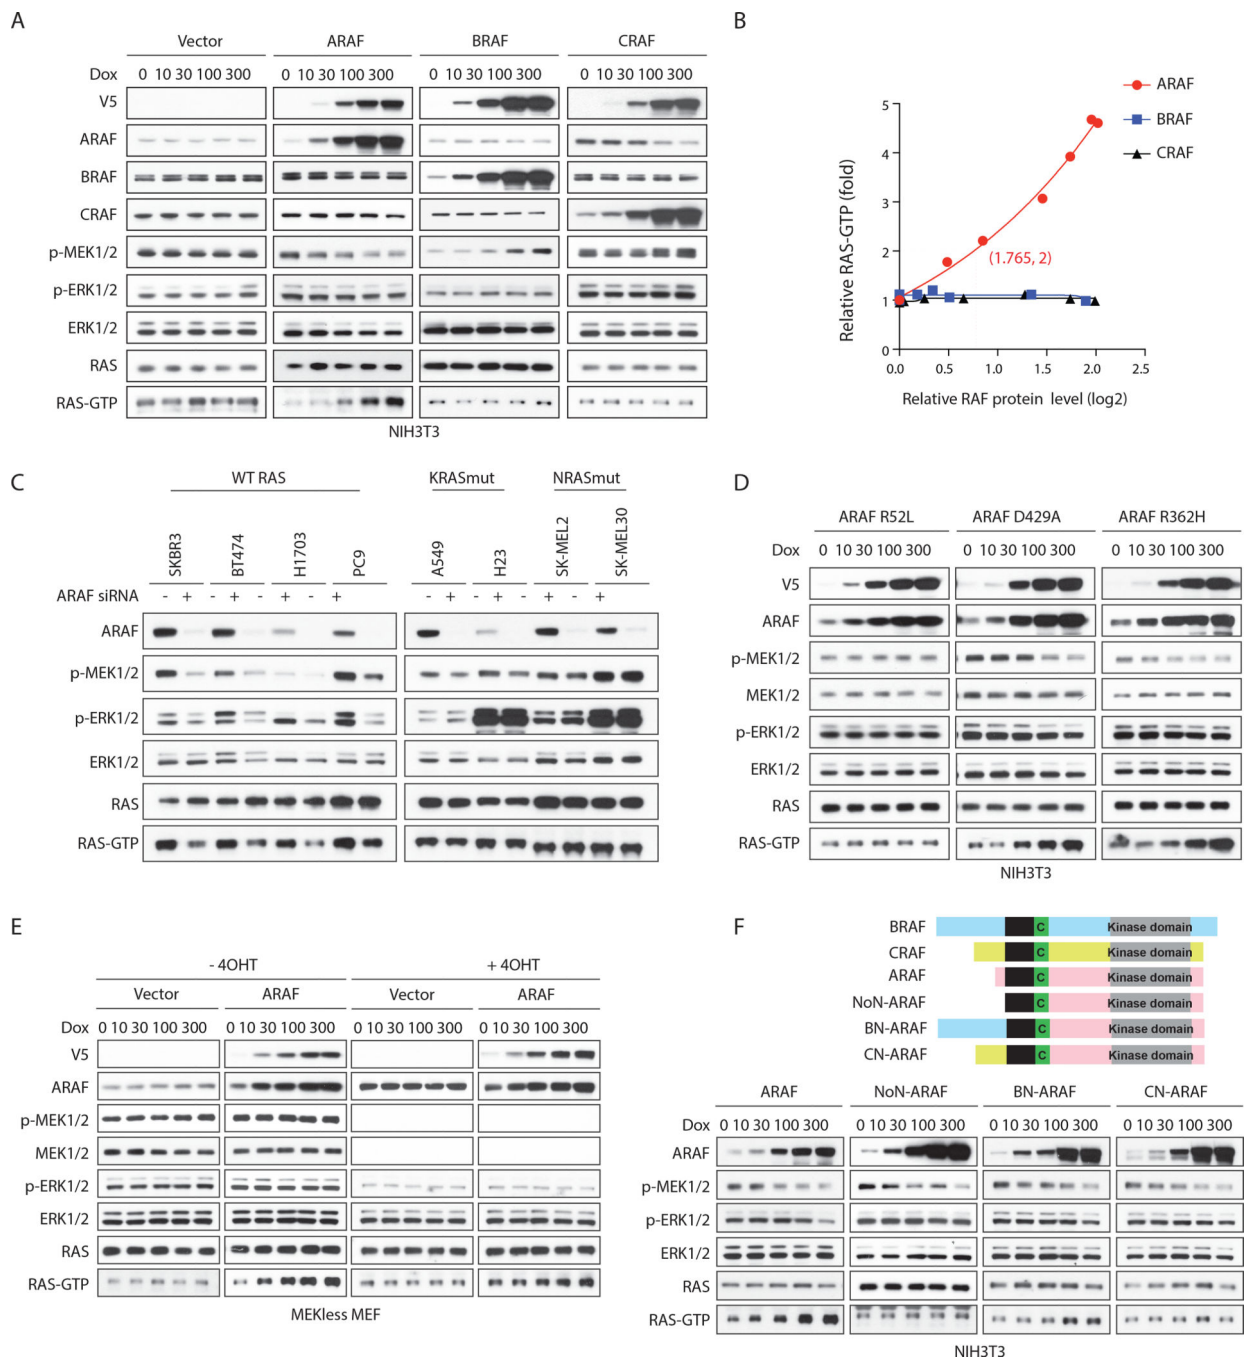 A
Vector ARAF BRAF CRAF
Dox 0 10 30 100 300 0 10 30 100 300 0 10 30 100 300 0 10 30 100 300
V5
ARAF
BRAF
CRAF
p-MEK1/2
p-ERK1/2
ERK1/2
RAS
RAS-GTP
NIH3T3
B
Relative RAS-GTP (fold)
5
4
3
2
1
0.0 0.5 1.0 1.5 2.0 2.5
Relative RAF protein level (log2)
(1.765, 2)
ARAF
BRAF
CRAF
C
WT RAS KRASmut NRASmut
SKBR3 BT474 H1703 PC9 A549 H23 SK-MEL2 SK-MEL30
ARAF siRNA - + + - + - + - + - + + - +
ARAF
p-MEK1/2
p-ERK1/2
ERK1/2
RAS
RAS-GTP
D
ARAF R52L ARAF D429A ARAF R362H
Dox 0 10 30 100 300 0 10 30 100 300 0 10 30 100 300
V5
ARAF
p-MEK1/2
MEK1/2
p-ERK1/2
ERK1/2
RAS
RAS-GTP
NIH3T3
E
- 4OHT + 4OHT
Vector ARAF Vector ARAF
Dox 0 10 30 100 300 0 10 30 100 300 0 10 30 100 300 0 10 30 100 300
V5
ARAF
p-MEK1/2
MEK1/2
p-ERK1/2
ERK1/2
RAS
RAS-GTP
MEKless MEF
F
BRAF C Kinase domain
CRAF C Kinase domain
ARAF C Kinase domain
NoN-ARAF C Kinase domain
BN-ARAF C Kinase domain
CN-ARAF C Kinase domain
ARAF NoN-ARAF BN-ARAF CN-ARAF
Dox 0 10 30 100 300 0 10 30 100 300 0 10 30 100 300 0 10 30 100 300
ARAF
p-MEK1/2
p-ERK1/2
ERK1/2
RAS
RAS-GTP
NIH3T3